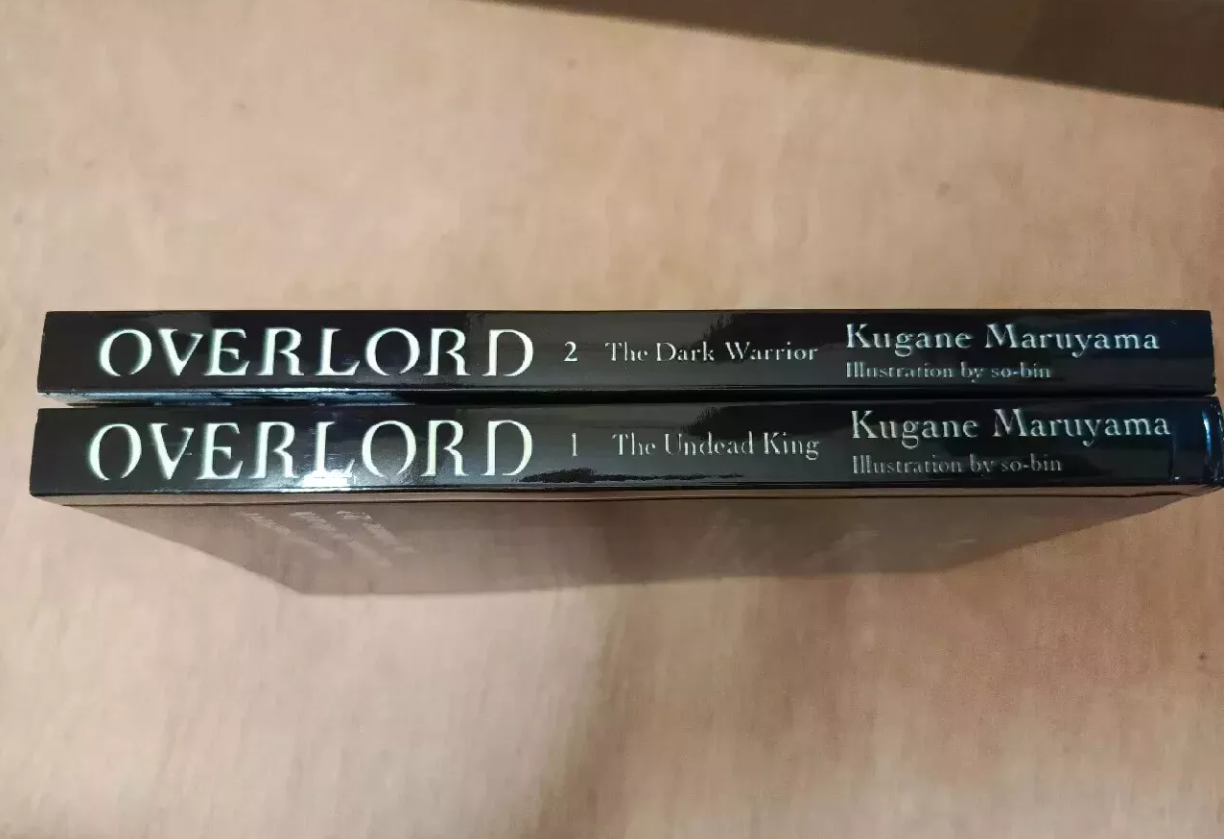 OVERLORD 2 The Dark Warrior Kugane Maruyama
Illustration by so-bin
OVERLORD 1 The Undead King Kugane Maruyama
Illustration by so-bin